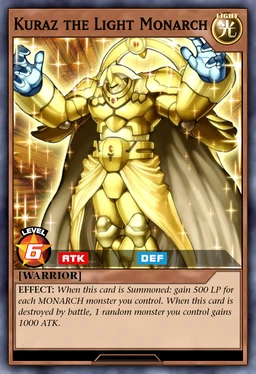 KURAZ THE LIGHT MONARCH
LIGHT
光
LEVEL
6
ATK
DEF
[WARRIOR]
EFFECT: When this card is Summoned: gain 500 LP for
each MONARCH monster you control. When this card is
destroyed by battle, 1 random monster you control gains
1000 ATK.